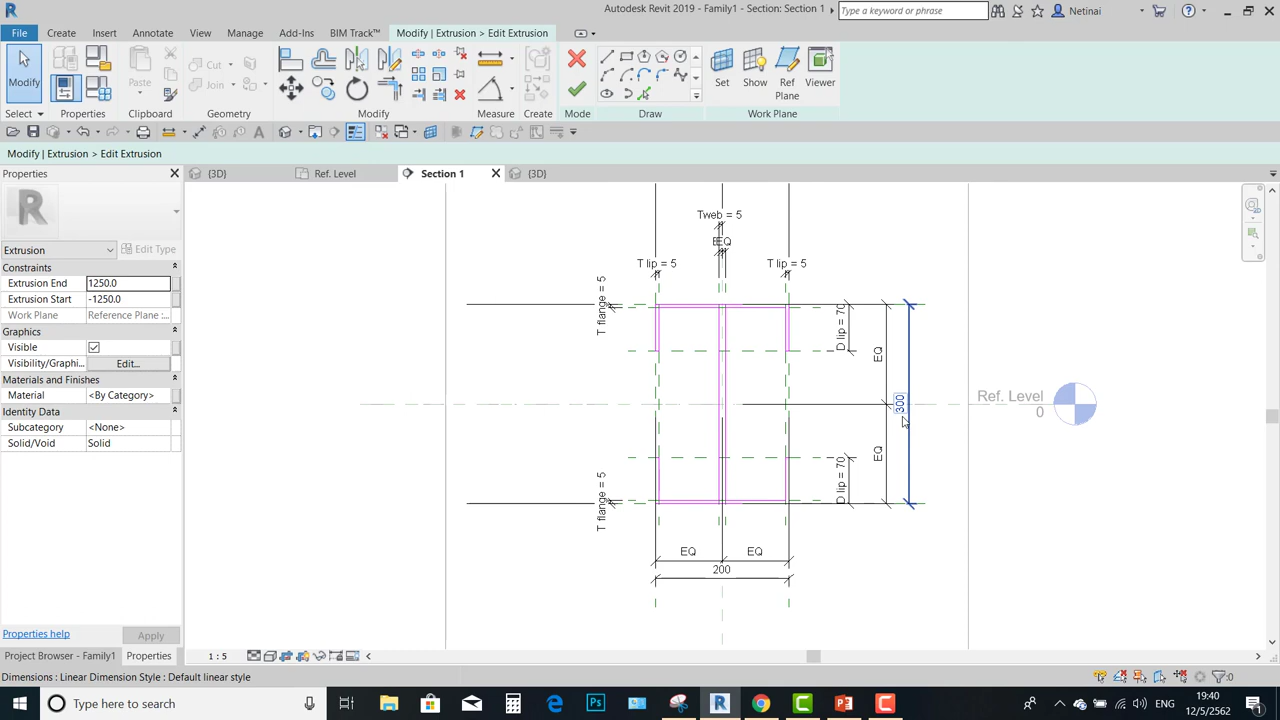 Autodesk Revit 2019 - Family1 - Section: Section 1
Type a keyword or phrase
Netinai
File
Create
Insert
Annotate
View
Manage
Add-Ins
BIM Track™
Modify | Extrusion > Edit Extrusion
Modify
Paste
Cut
Join
Set
Show
Ref
Plane
Viewer
Select
Properties
Clipboard
Geometry
Modify
Measure
Create
Mode
Draw
Work Plane
Modify | Extrusion > Edit Extrusion
Properties
{3D}
Ref. Level
Section 1
{3D}
Extrusion
Edit Type
Constraints
Extrusion End
1250.0
Extrusion Start
-1250.0
Work Plane
Reference Plane :...
Graphics
Visible
Visibility/Graphi...
Edit...
Materials and Finishes
Material
<By Category>
Identity Data
Subcategory
<None>
Solid/Void
Solid
Properties help
Apply
Project Browser - Family1
Properties
Tweb = 5
EQ
T lip = 5
T lip = 5
T flange = 5
D lip = 70
EQ
300
Ref. Level
0
EQ
D lip = 70
T flange = 5
EQ
EQ
200
1 : 5
Dimensions : Linear Dimension Style : Default linear style
:0
Type here to search
ENG
19:40
12/5/2562